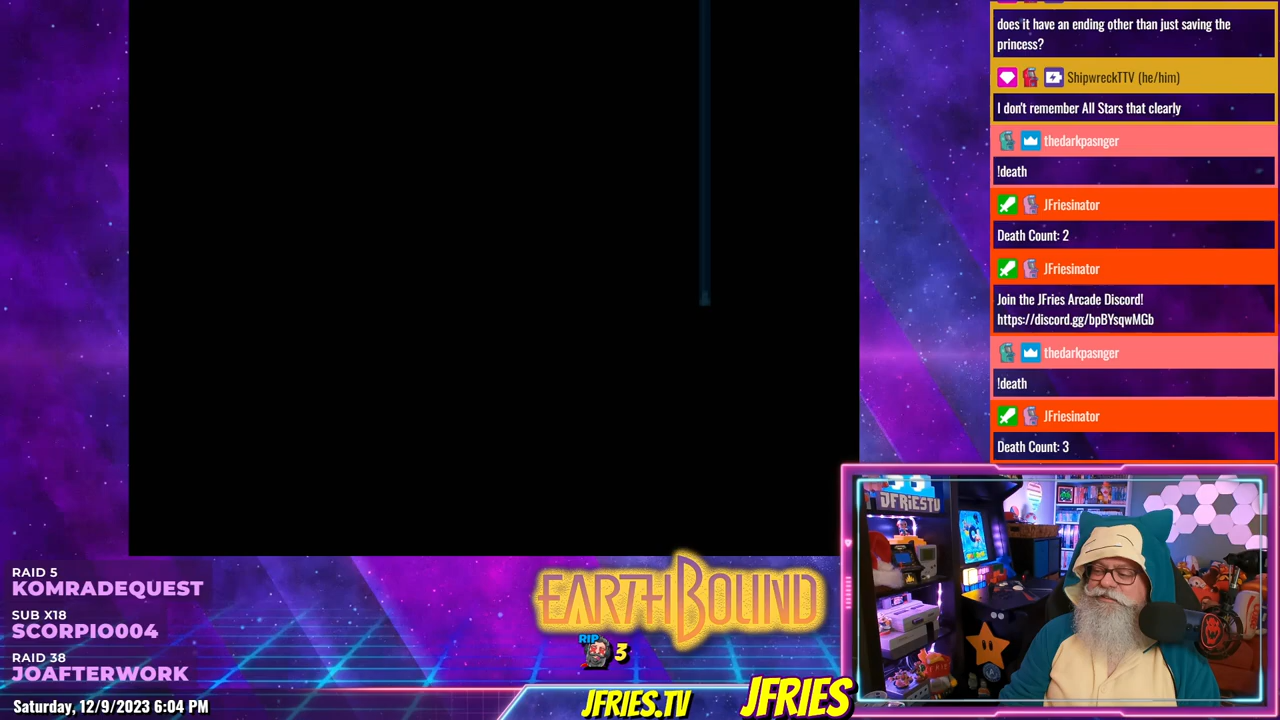 does it have an ending other than just saving the
princess?
ShipwreckTTV (he/him)
I don't remember All Stars that clearly
thedarkpasnger
!death
JFriesinator
Death Count: 2
JFriesinator
Join the JFries Arcade Discord!
https://discord.gg/bpBYsqwMGb
thedarkpasnger
!death
JFriesinator
Death Count: 3
JFRIESTV
RAID 5
KOMRADEQUEST
SUB X18
SCORPIO004
RAID 38
JOAFTERWORK
Saturday, 12/9/2023 6:04 PM
EARTHBOUND
RIP
3
JFRIES.TV
JFRIES